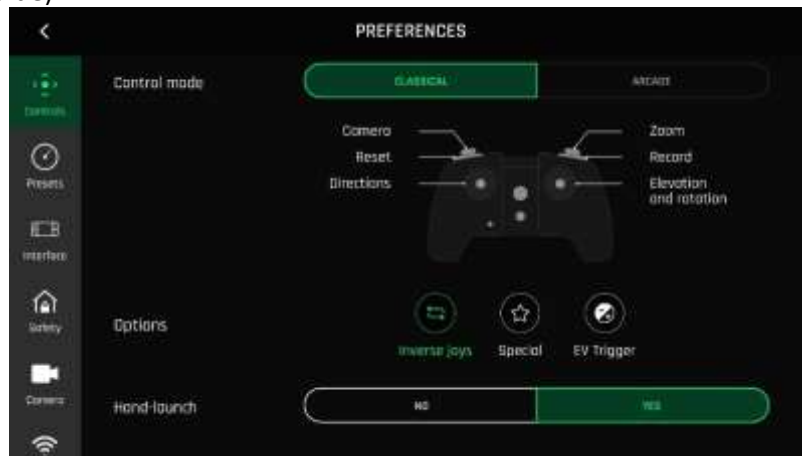 PREFERENCES
Controls
Control mode
CLASSICAL
ARCADE
Camera
Reset
Directions
Zoom
Record
Elevation
and rotation
Presets
Interface
Safety
Options
Inverse joys
Special
EV Trigger
Camera
Hand-launch
NO
YES